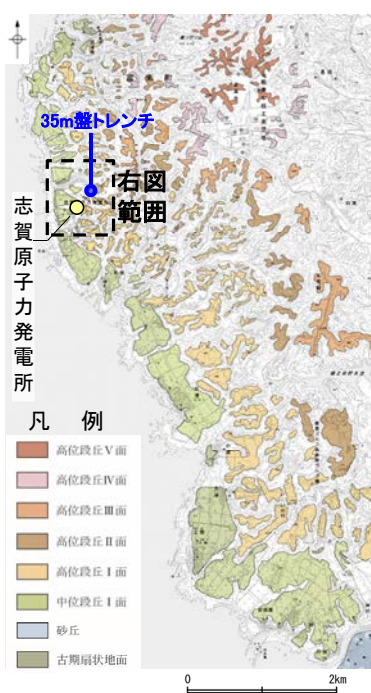 35m盤トレンチ
右図
範囲
志賀原子力発電所
凡 例
高位段丘Ⅴ面
高位段丘Ⅳ面
高位段丘Ⅲ面
高位段丘Ⅱ面
高位段丘Ⅰ面
中位段丘Ⅰ面
砂丘
古期扇状地面
0 2km